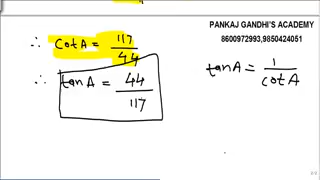 PANKAJ GANDHI'S ACADEMY
8600972993,9850424051
∴ cot A = 117/44
∴ tan A = 44/117
tan A = 1/cot A